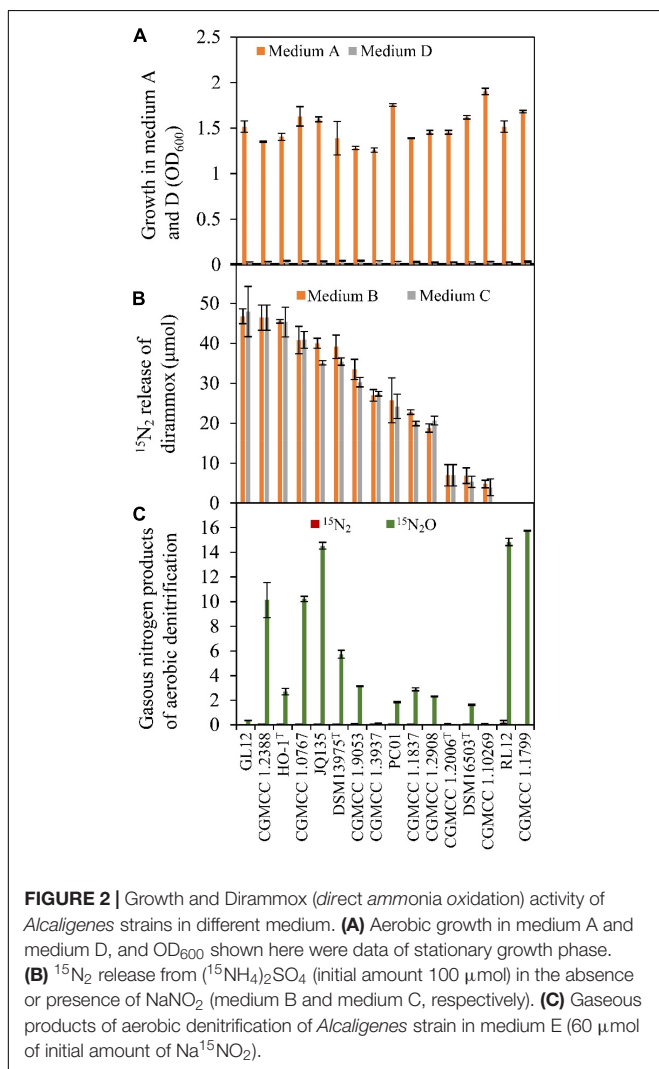 A
Medium A Medium D
Growth in medium A
and D (OD600)
2.5
2
1.5
1
0.5
0
B
Medium B Medium C
15N2 release of
dirammox (μmol)
50
40
30
20
10
0
C
15N2 15N2O
Gasous nitrogen products
of aerobic denitrification
16
14
12
10
8
6
4
2
0
GL12
CGMCC 1.2388
HO-1T
CGMCC 1.0767
JQ135
DSM13975T
CGMCC 1.9053
CGMCC 1.3937
PC01
CGMCC 1.1837
CGMCC 1.2908
CGMCC 1.2006T
DSM16503T
CGMCC 1.10269
RL12
CGMCC 1.1799
FIGURE 2 | Growth and Dirammox (direct ammonia oxidation) activity of
Alcaligenes strains in different medium. (A) Aerobic growth in medium A and
medium D, and OD600 shown here were data of stationary growth phase.
(B) 15N2 release from (15NH4)2SO4 (initial amount 100 μmol) in the absence
or presence of NaNO2 (medium B and medium C, respectively). (C) Gaseous
products of aerobic denitrification of Alcaligenes strain in medium E (60 μmol
of initial amount of Na15NO2).